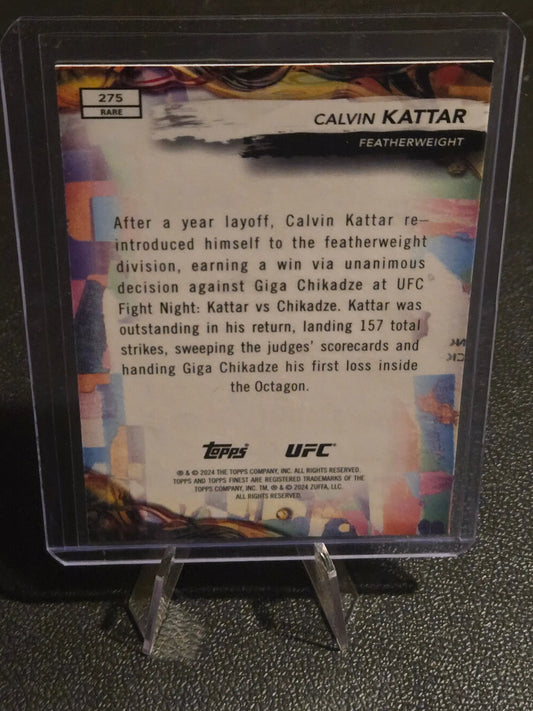 275
RARE
CALVIN KATTAR
FEATHERWEIGHT
After a year layoff, Calvin Kattar re–
introduced himself to the featherweight
division, earning a win via unanimous
decision against Giga Chikadze at UFC
Fight Night: Kattar vs Chikadze. Kattar was
outstanding in his return, landing 157 total
strikes, sweeping the judges' scorecards and
handing Giga Chikadze his first loss inside
the Octagon.
Topps UFC
® & © 2024 THE TOPPS COMPANY, INC. ALL RIGHTS RESERVED.
TOPPS AND TOPPS FINEST ARE REGISTERED TRADEMARKS OF THE
TOPPS COMPANY, INC. TM, ® & © 2024 ZUFFA, LLC.
ALL RIGHTS RESERVED.